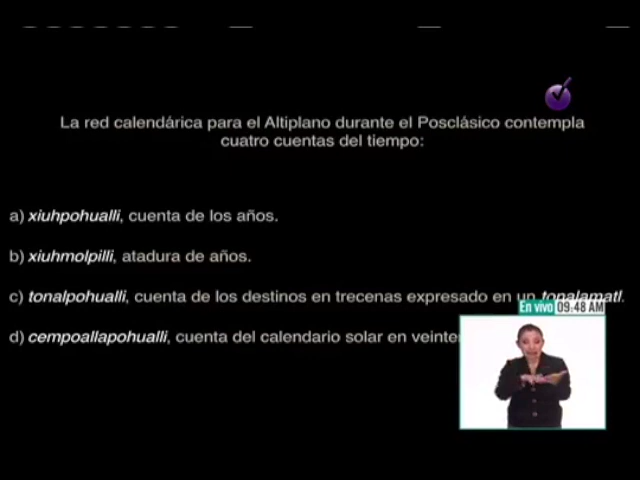 La red calendárica para el Altiplano durante el Posclásico contempla
cuatro cuentas del tiempo:
a) xiuhpohualli, cuenta de los años.
b) xiuhmolpilli, atadura de años.
c) tonalpohualli, cuenta de los destinos en trecenas expresado en un tonalamatl.
En vivo 09:48 AM
d) cempoallapohualli, cuenta del calendario solar en veinte